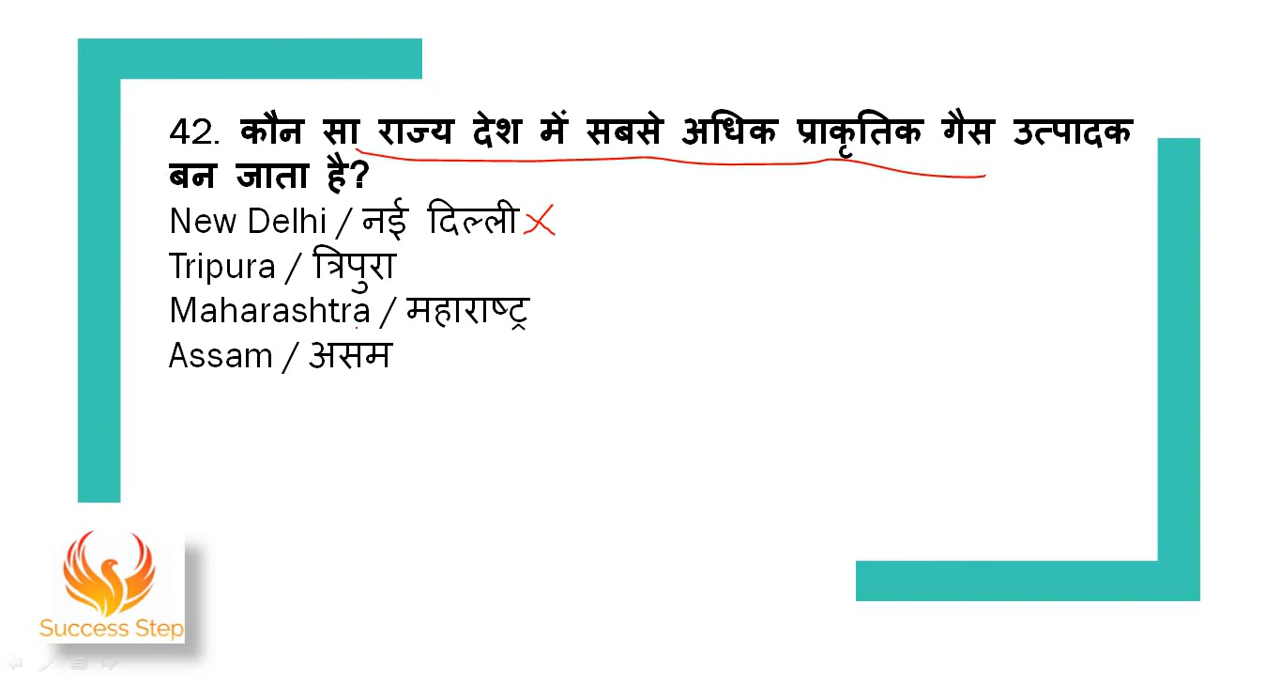 42. कौन सा राज्य देश में सबसे अधिक प्राकृतिक गैस उत्पादक
बन जाता है?
New Delhi / नई दिल्ली
Tripura / त्रिपुरा
Maharashtra / महाराष्ट्र
Assam / असम
Success Step